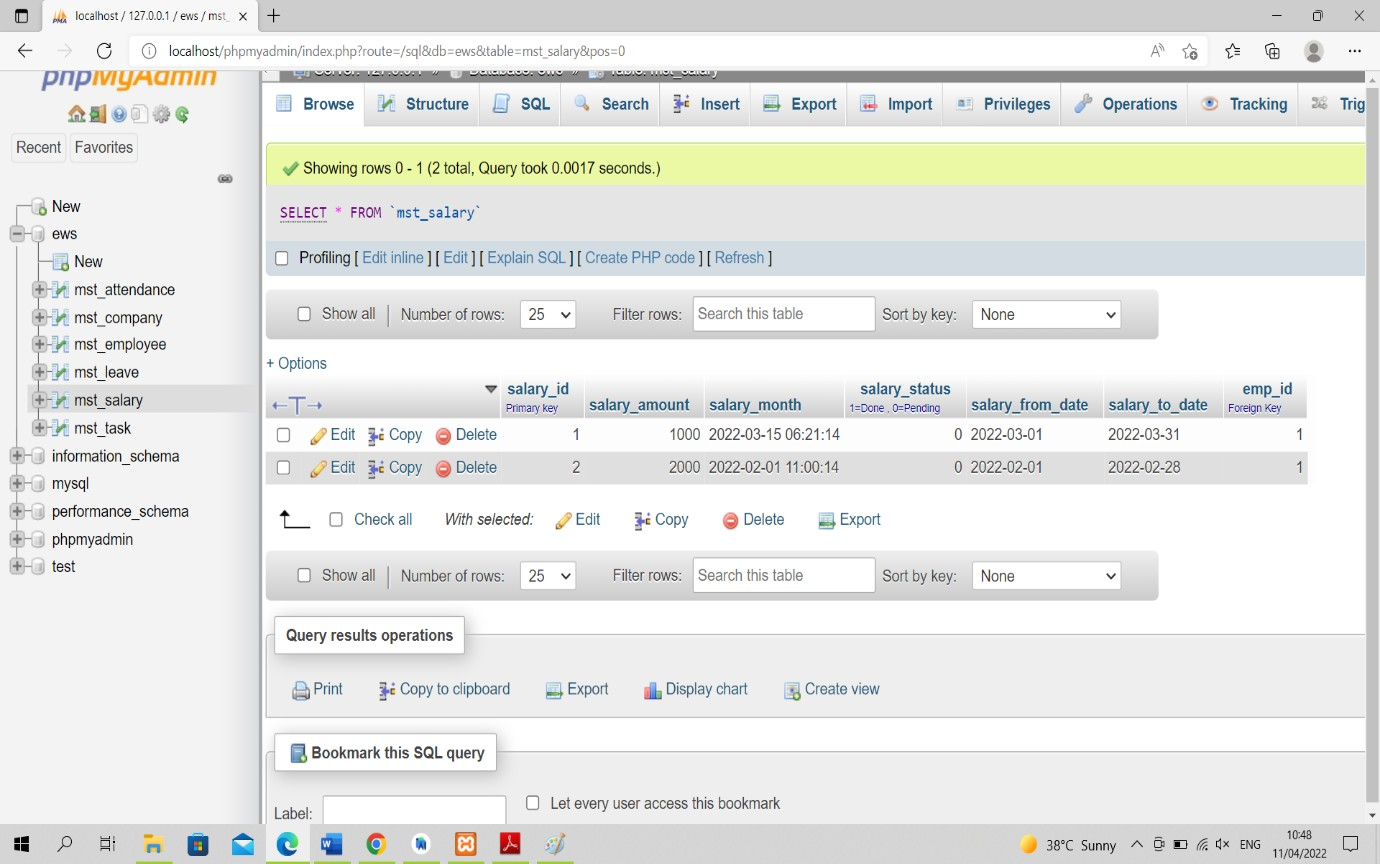 localhost / 127.0.0.1 / ews / mst_
localhost/phpmyadmin/index.php?route=/sql&db=ews&table=mst_salary&pos=0
phpMyAdmin
Server: 127.0.0.1 » Database: ews » Table: mst_salary
Browse Structure SQL Search Insert Export Import Privileges Operations Tracking Trig
Recent Favorites
Showing rows 0 - 1 (2 total, Query took 0.0017 seconds.)
SELECT * FROM `mst_salary`
Profiling [ Edit inline ] [ Edit ] [ Explain SQL ] [ Create PHP code ] [ Refresh ]
New
ews
New
mst_attendance
mst_company
mst_employee
mst_leave
mst_salary
mst_task
information_schema
mysql
performance_schema
phpmyadmin
test
Show all Number of rows: 25 Filter rows: Search this table Sort by key: None
+ Options
←T→ salary_id Primary key salary_amount salary_month salary_status 1=Done , 0=Pending salary_from_date salary_to_date emp_id Foreign Key
Edit Copy Delete 1 1000 2022-03-15 06:21:14 0 2022-03-01 2022-03-31 1
Edit Copy Delete 2 2000 2022-02-01 11:00:14 0 2022-02-01 2022-02-28 1
Check all With selected: Edit Copy Delete Export
Show all Number of rows: 25 Filter rows: Search this table Sort by key: None
Query results operations
Print Copy to clipboard Export Display chart Create view
Bookmark this SQL query
Label: Let every user access this bookmark
38°C Sunny ENG 10:48
11/04/2022